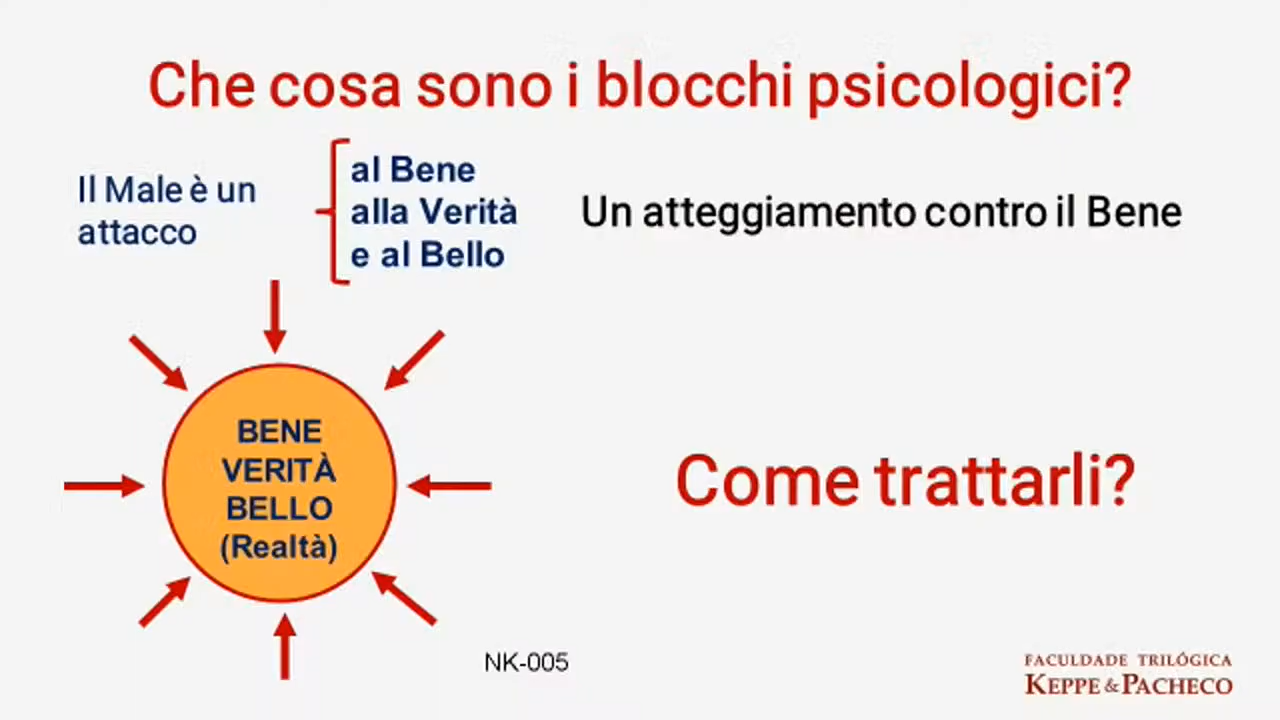 Che cosa sono i blocchi psicologici?
Il Male è un
attacco
al Bene
alla Verità
e al Bello
Un atteggiamento contro il Bene
BENE
VERITÀ
BELLO
(Realtà)
Come trattarli?
NK-005
FACULDADE TRILÓGICA
KEPPE & PACHECO